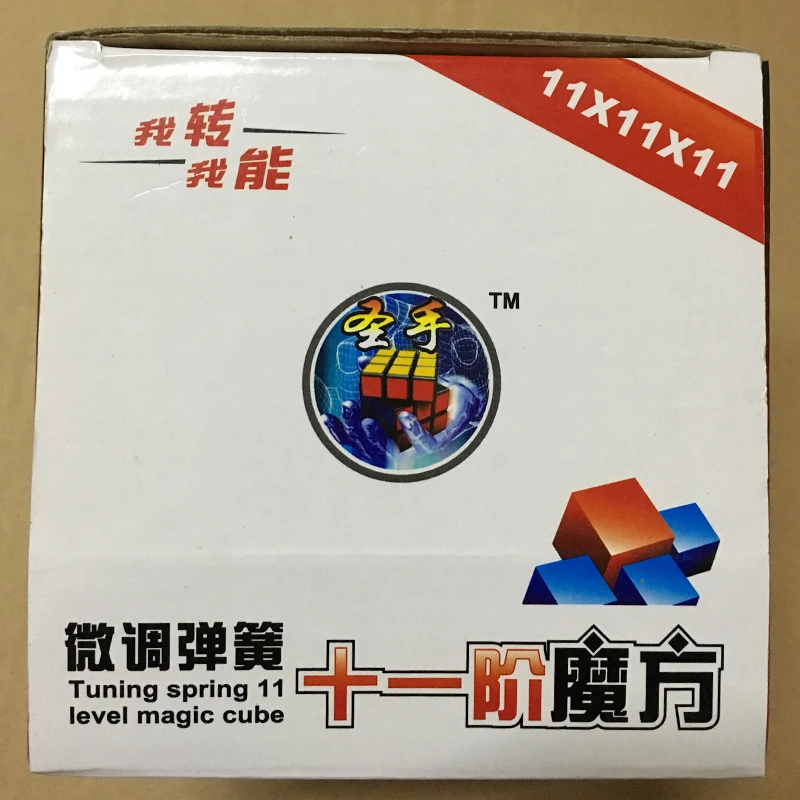 11X11X11
我转
我能
TM
圣手
微调弹簧
Tuning spring 11
level magic cube
十一阶魔方